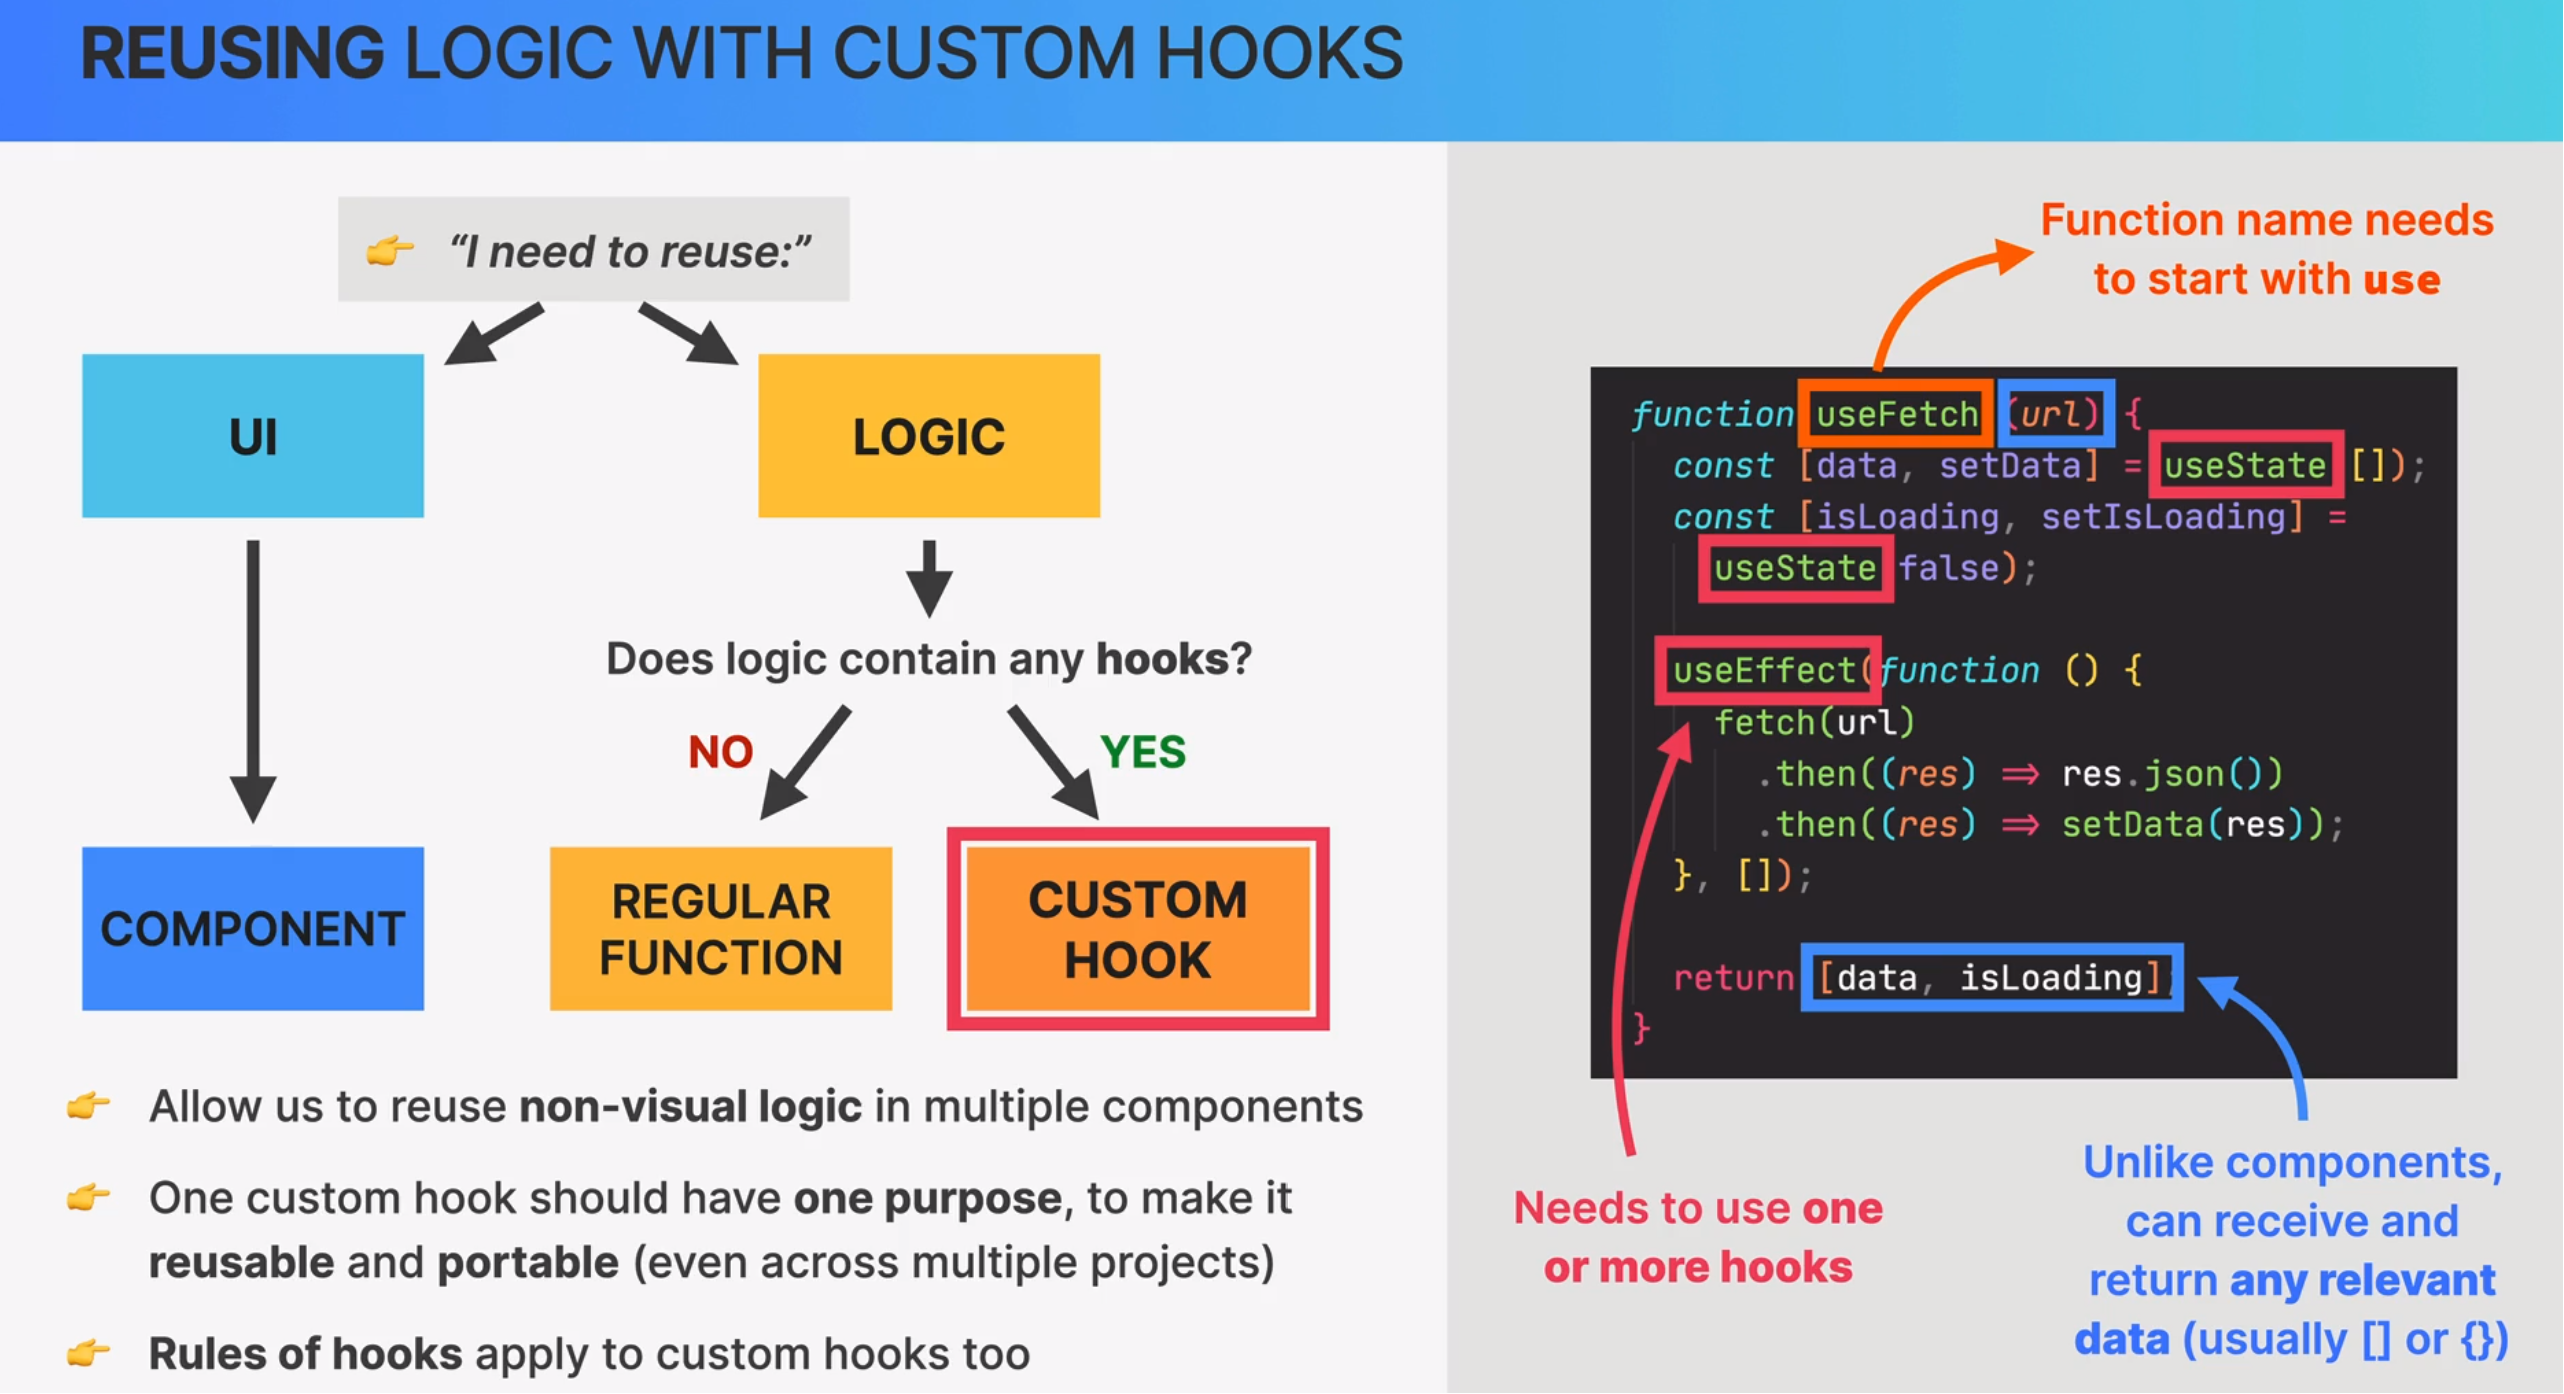 REUSING LOGIC WITH CUSTOM HOOKS
“I need to reuse:”
UI
LOGIC
Does logic contain any hooks?
NO
YES
COMPONENT
REGULAR
FUNCTION
CUSTOM
HOOK
Allow us to reuse non-visual logic in multiple components
One custom hook should have one purpose, to make it
reusable and portable (even across multiple projects)
Rules of hooks apply to custom hooks too
Function name needs
to start with use
function useFetch (url) {
const [data, setData] = useState []);
const [isLoading, setIsLoading] =
useState false);
useEffect(function () {
fetch(url)
.then((res) ⇒ res.json())
.then((res) ⇒ setData(res));
}, []);
return [data, isLoading]
}
Needs to use one
or more hooks
Unlike components,
can receive and
return any relevant
data (usually [] or {})